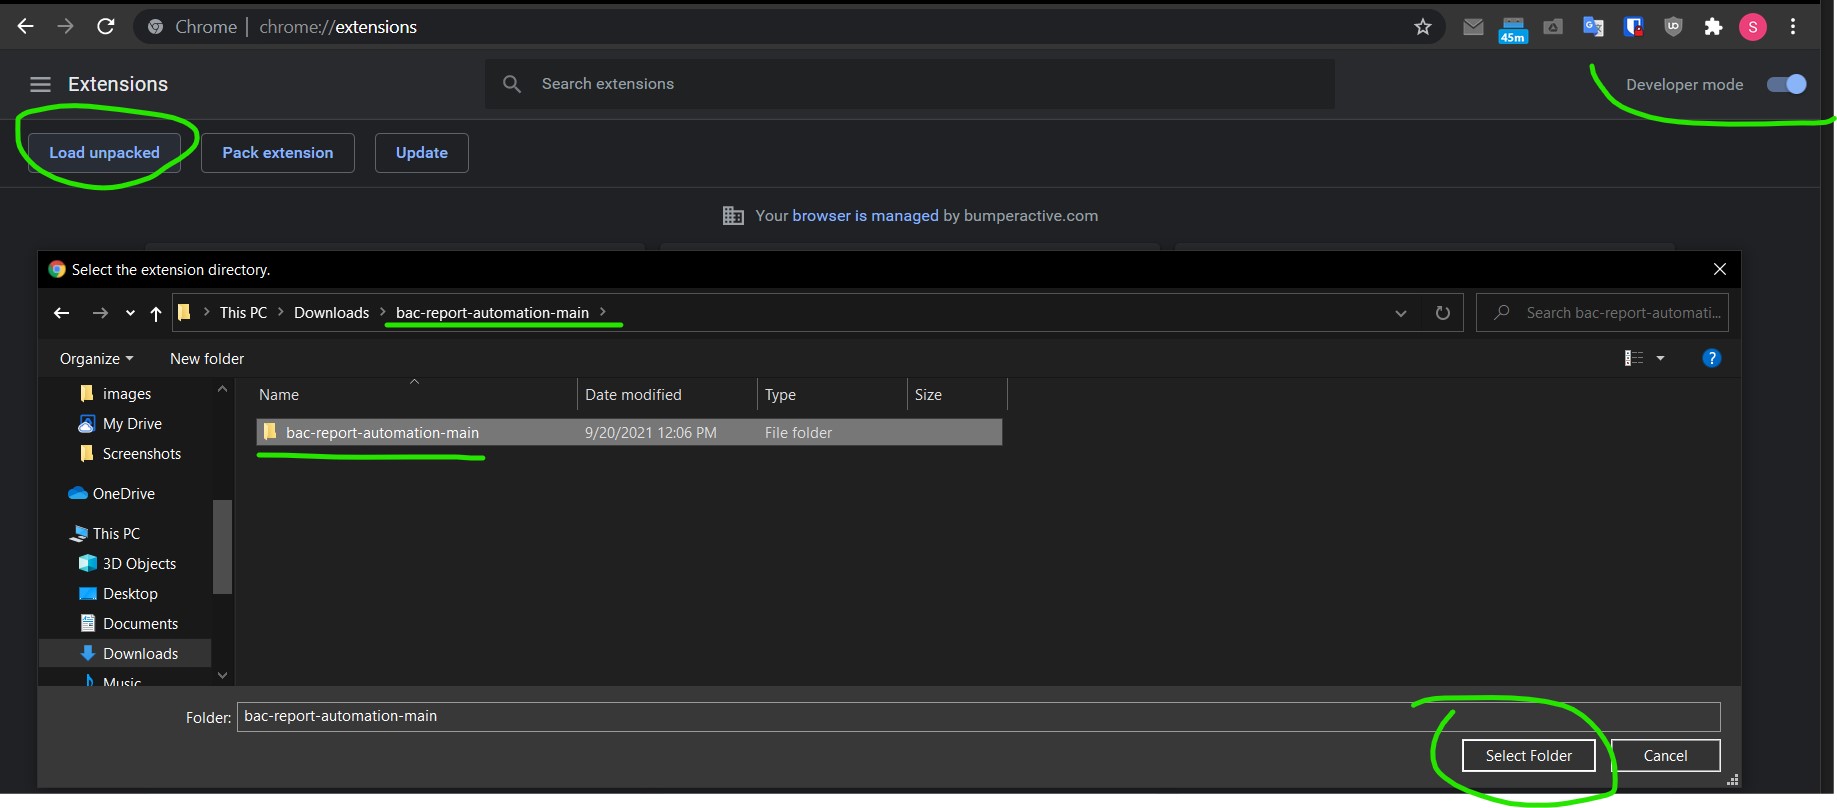 Chrome | chrome://extensions
45m
S
Extensions
Search extensions
Developer mode
Load unpacked
Pack extension
Update
Your browser is managed by bumperactive.com
Select the extension directory.
This PC > Downloads > bac-report-automation-main >
Search bac-report-automati...
Organize
New folder
?
Name
Date modified
Type
Size
images
My Drive
Screenshots
OneDrive
This PC
3D Objects
Desktop
Documents
Downloads
Music
bac-report-automation-main
9/20/2021 12:06 PM
File folder
Folder:
bac-report-automation-main
Select Folder
Cancel